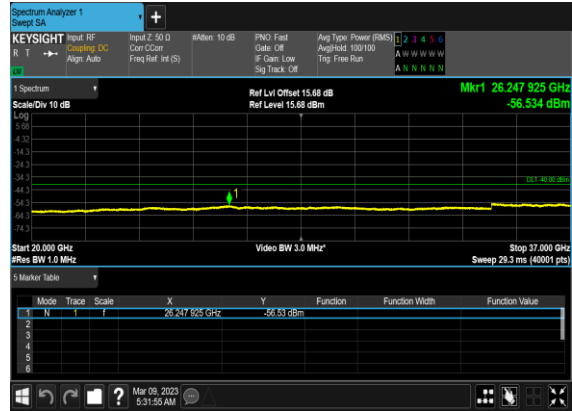 Spectrum Analyzer 1
Swept SA
+
KEYSIGHT
R T
Input: RF
Coupling: DC
Align: Auto
Input Z: 50 Ω
Corr CCorr
Freq Ref: Int (S)
#Atten: 10 dB
PNO: Fast
Gate: Off
IF Gain: Low
Sig Track: Off
Avg Type: Power (RMS)
Avg|Hold: 100/100
Trig: Free Run
1 2 3 4 5 6
A W W W W W
A N N N N N
1 Spectrum
Scale/Div 10 dB
Ref Lvl Offset 15.68 dB
Ref Level 15.68 dBm
Mkr1 26.247 925 GHz
-56.534 dBm
Log
5.68
-4.32
-14.3
-24.3
-34.3
-44.3
-54.3
-64.3
-74.3
DL1 -40.00 dBm
1
Start 20.000 GHz
#Res BW 1.0 MHz
Video BW 3.0 MHz*
Stop 37.000 GHz
Sweep 29.3 ms (40001 pts)
5 Marker Table
Mode Trace Scale X Y Function Function Width Function Value
1 N 1 f 26.247 925 GHz -56.53 dBm
2
3
4
5
6
?
Mar 09, 2023
5:31:55 AM